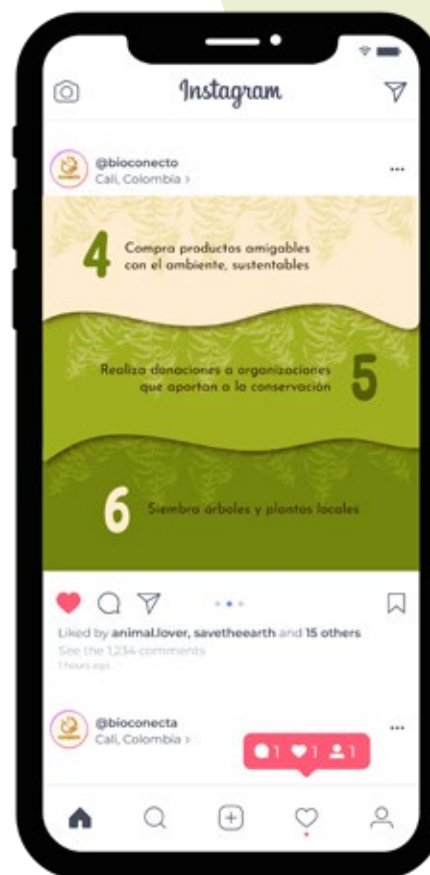 Instagram
@bioconecto
Cali, Colombia >
4
Compra productos amigables
con el ambiente, sustentables
Realiza donaciones a organizaciones
que aportan a la conservación
5
6
Siembra árboles y plantas locales
Liked by animal.lover, savetheearth and 15 others
See the 1,234 comments
1 hours ago
@bioconecta
Cali, Colombia >
1 1 1